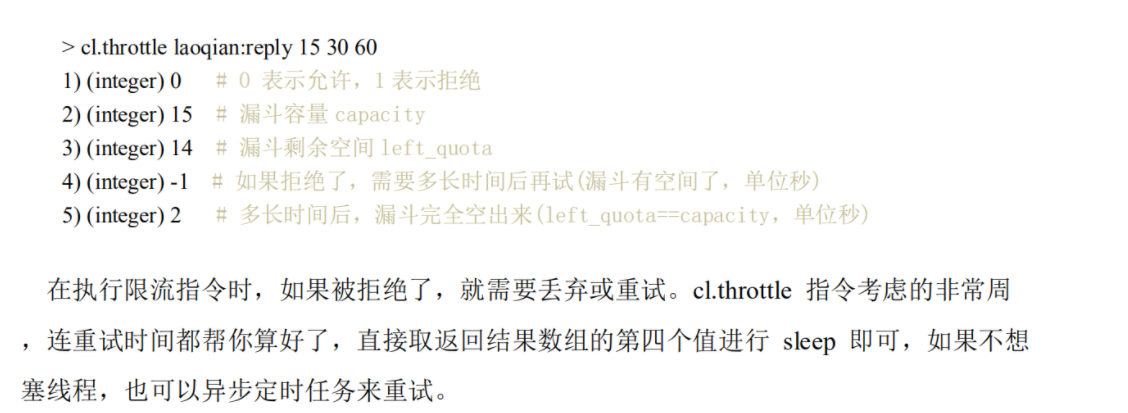 > cl.throttle laoqian:reply 15 30 60
1) (integer) 0 # 0 表示允许，1 表示拒绝
2) (integer) 15 # 漏斗容量 capacity
3) (integer) 14 # 漏斗剩余空间 left_quota
4) (integer) -1 # 如果拒绝了，需要多长时间后再试(漏斗有空间了，单位秒)
5) (integer) 2 # 多长时间后，漏斗完全空出来(left_quota==capacity，单位秒)
在执行限流指令时，如果被拒绝了，就需要丢弃或重试。cl.throttle 指令考虑的非常周
，连重试时间都帮你算好了，直接取返回结果数组的第四个值进行 sleep 即可，如果不想
塞线程，也可以异步定时任务来重试。